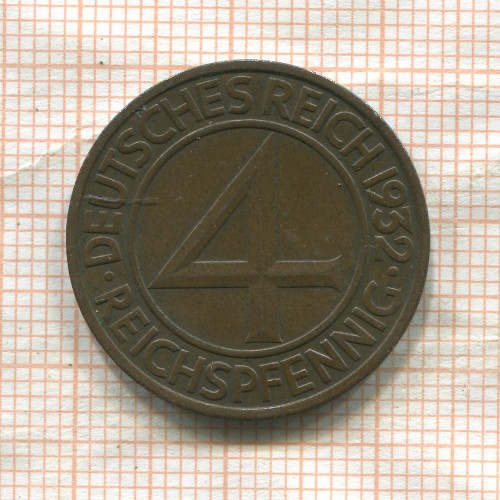 DEUTSCHES REICH 1932
4
· REICHSPFENNIG ·